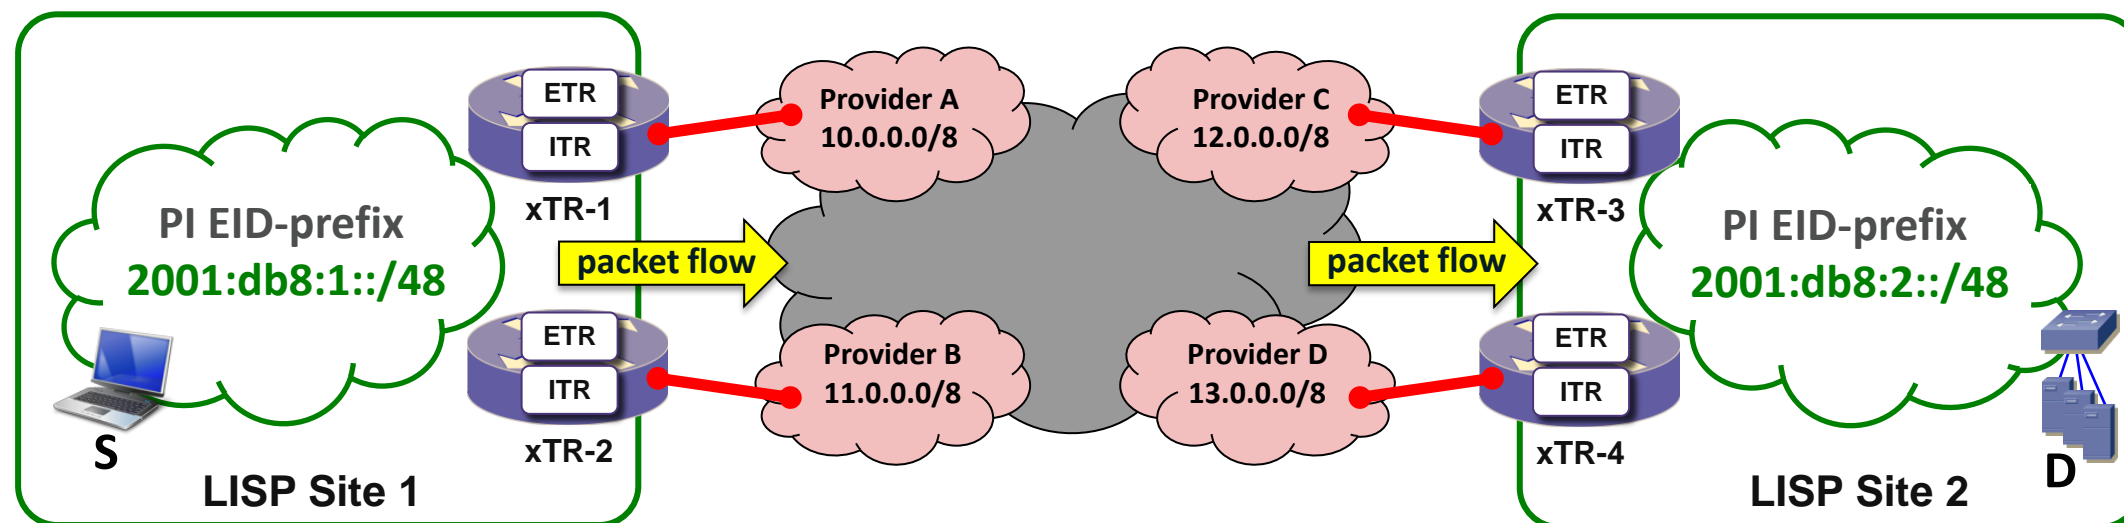 ETR
ITR
xTR-1
Provider A
10.0.0.0/8
Provider C
12.0.0.0/8
ETR
ITR
xTR-3
PI EID-prefix
2001:db8:1::/48
packet flow
packet flow
PI EID-prefix
2001:db8:2::/48
ETR
ITR
xTR-2
Provider B
11.0.0.0/8
Provider D
13.0.0.0/8
ETR
ITR
xTR-4
S
D
LISP Site 1
LISP Site 2